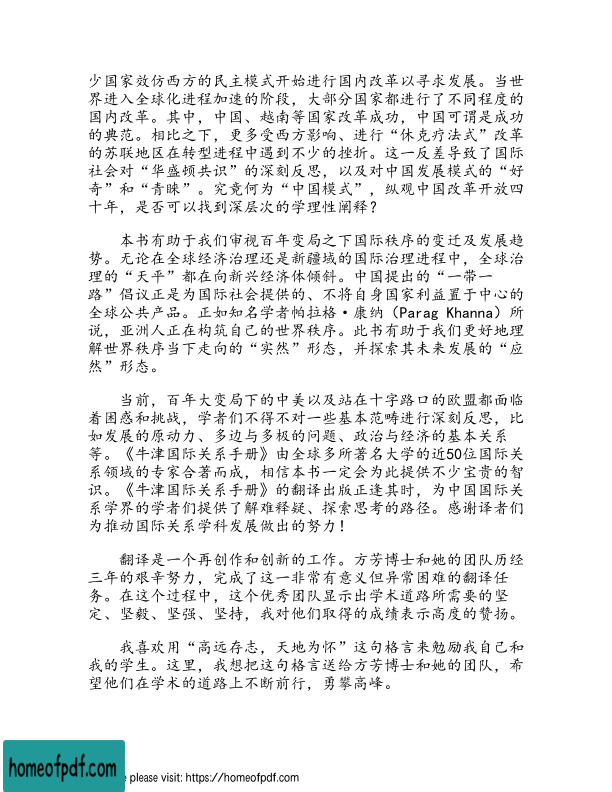 少国家效仿西方的民主模式开始进行国内改革以寻求发展。当世
界进入全球化进程加速的阶段，大部分国家都进行了不同程度的
国内改革。其中，中国、越南等国家改革成功，中国可谓是成功
的典范。相比之下，更多受西方影响、进行“休克疗法式”改革
的苏联地区在转型进程中遇到不少的挫折。这一反差导致了国际
社会对“华盛顿共识”的深刻反思，以及对中国发展模式的“好
奇”和“青睐”。究竟何为“中国模式”，纵观中国改革开放四
十年，是否可以找到深层次的学理性阐释？
本书有助于我们审视百年变局之下国际秩序的变迁及发展趋
势。无论在全球经济治理还是新疆域的国际治理进程中，全球治
理的“天平”都在向新兴经济体倾斜。中国提出的“一带一
路”倡议正是为国际社会提供的、不将自身国家利益置于中心的
全球公共产品。正如知名学者帕拉格·康纳（Parag Khanna）所
说，亚洲人正在构筑自己的世界秩序。此书有助于我们更好地理
解世界秩序当下走向的“实然”形态，并探索其未来发展的“应
然”形态。
当前，百年大变局下的中美以及站在十字路口的欧盟都面临
着困惑和挑战，学者们不得不对一些基本范畴进行深刻反思，比
如发展的原动力、多边与多极的问题、政治与经济的基本关系
等。《牛津国际关系手册》由全球多所著名大学的近50位国际关
系领域的专家合著而成，相信本书一定会为此提供不少宝贵的智
识。《牛津国际关系手册》的翻译出版正逢其时，为中国国际关
系学界的学者们提供了解难释疑、探索思考的路径。感谢译者们
为推动国际关系学科发展做出的努力！
翻译是一个再创作和创新的工作。方芳博士和她的团队历经
三年的艰辛努力，完成了这一非常有意义但异常困难的翻译任
务。在这个过程中，这个优秀团队显示出学术道路所需要的坚
定、坚毅、坚强、坚持，我对他们取得的成绩表示高度的赞扬。
我喜欢用“高远存志，天地为怀”这句格言来勉励我自己和
我的学生。这里，我想把这句格言送给方芳博士和她的团队，希
望他们在学术的道路上不断前行，勇攀高峰。
homeofpdf.com
please visit: https://homeofpdf.com